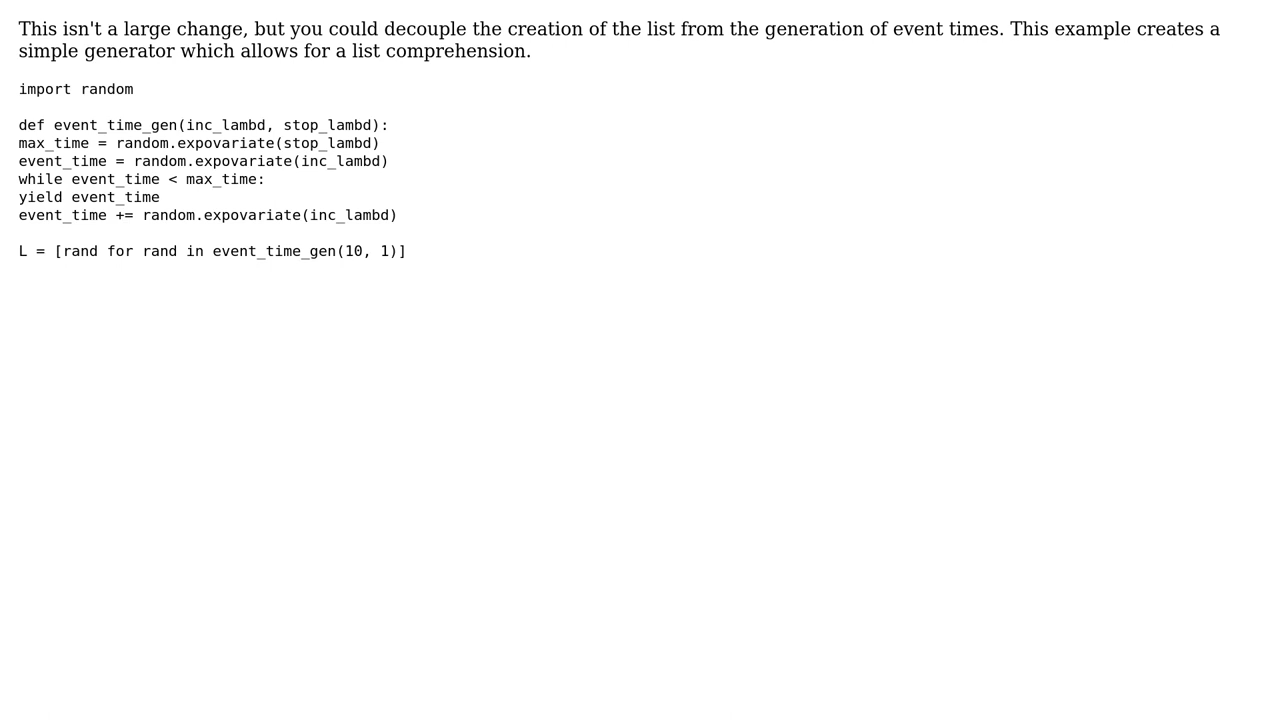 This isn't a large change, but you could decouple the creation of the list from the generation of event times. This example creates a
simple generator which allows for a list comprehension.
import random
def event_time_gen(inc_lambd, stop_lambd):
max_time = random.expovariate(stop_lambd)
event_time = random.expovariate(inc_lambd)
while event_time < max_time:
yield event_time
event_time += random.expovariate(inc_lambd)
L = [rand for rand in event_time_gen(10, 1)]